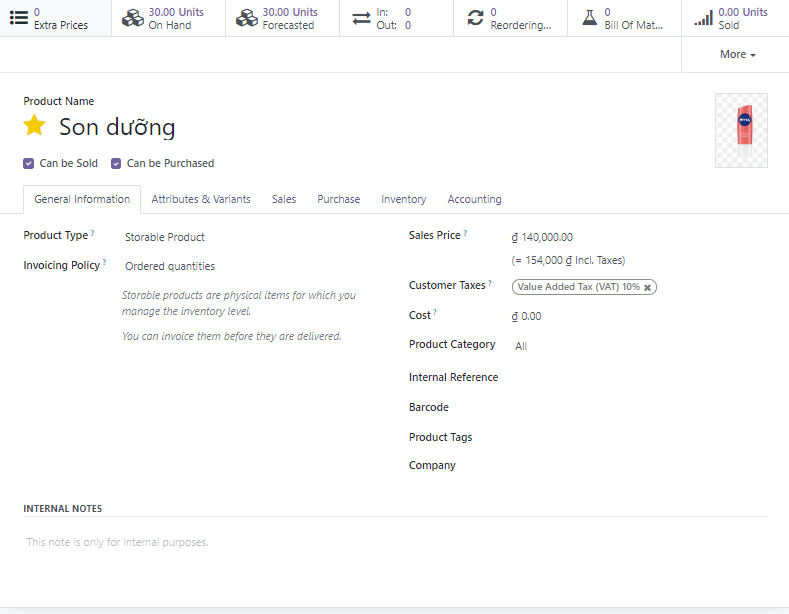 0
Extra Prices
30.00 Units
On Hand
30.00 Units
Forecasted
In: 0
Out: 0
0
Reordering...
0
Bill Of Mat...
0.00 Units
Sold
More
Product Name
Son dưỡng
Can be Sold Can be Purchased
General Information Attributes & Variants Sales Purchase Inventory Accounting
Product Type ? Storable Product
Invoicing Policy ? Ordered quantities
Storable products are physical items for which you
manage the inventory level.
You can invoice them before they are delivered.
Sales Price ? ₫ 140,000.00
(= 154,000 ₫ Incl. Taxes)
Customer Taxes ? Value Added Tax (VAT) 10% ×
Cost ? ₫ 0.00
Product Category All
Internal Reference
Barcode
Product Tags
Company
INTERNAL NOTES
This note is only for internal purposes.